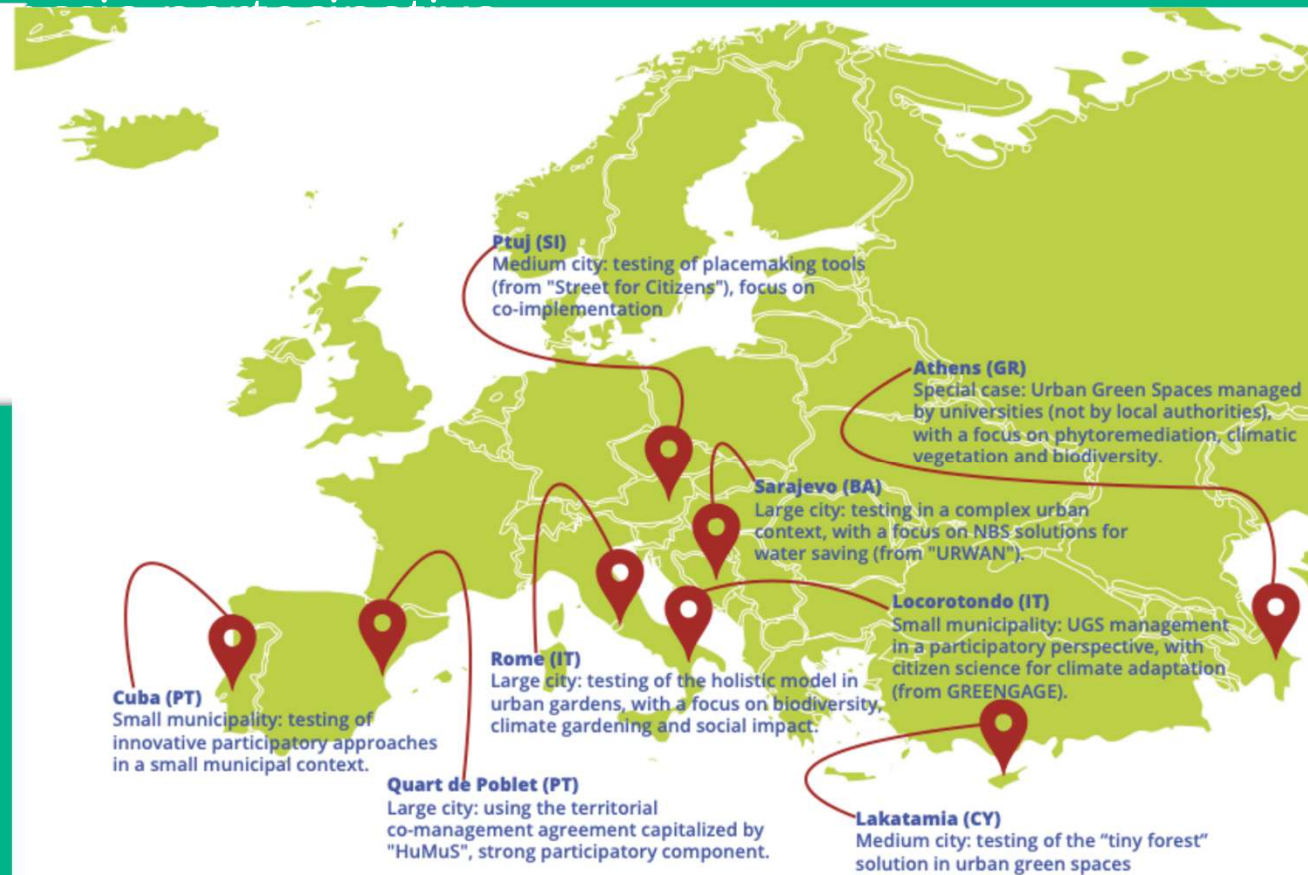 Ptuj (SI)
Medium city: testing of placemaking tools
(from "Street for Citizens"), focus on
co-implementation
Athens (GR)
Special case: Urban Green Spaces managed
by universities (not by local authorities),
with a focus on phytoremediation, climatic
vegetation and biodiversity.
Sarajevo (BA)
Large city: testing in a complex urban
context, with a focus on NBS solutions for
water saving (from "URWAN").
Locorotondo (IT)
Small municipality: UGS management
in a participatory perspective, with
citizen science for climate adaptation
(from GREENGAGE).
Rome (IT)
Large city: testing of the holistic model in
urban gardens, with a focus on biodiversity,
climate gardening and social impact.
Cuba (PT)
Small municipality: testing of
innovative participatory approaches
in a small municipal context.
Quart de Poblet (PT)
Large city: using the territorial
co-management agreement capitalized by
"HuMuS", strong participatory component.
Lakatamia (CY)
Medium city: testing of the “tiny forest”
solution in urban green spaces